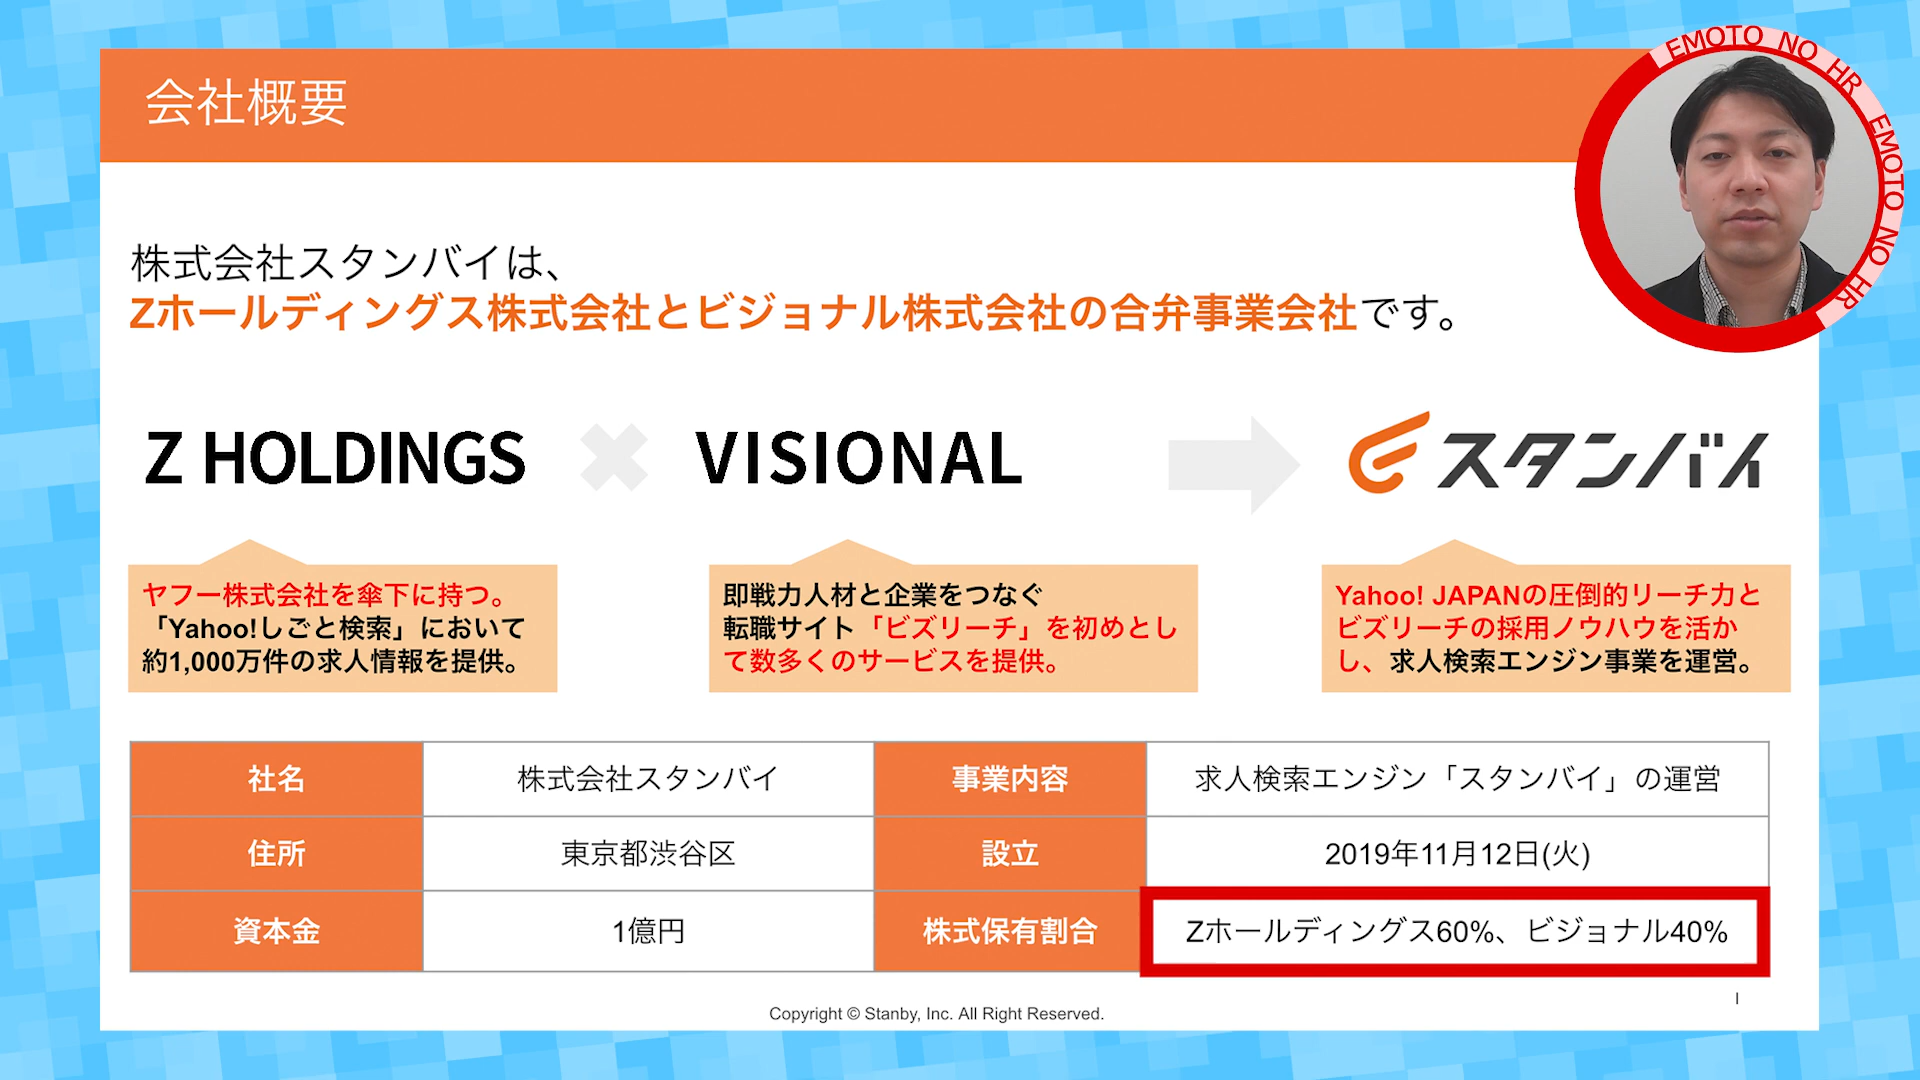 会社概要
EMOTO NO HR EMOTO NO HR
株式会社スタンバイは、
Zホールディングス株式会社とビジョナル株式会社の合弁事業会社です。
Z HOLDINGS
VISIONAL
スタンバイ
ヤフー株式会社を傘下に持つ。
「Yahoo!しごと検索」において
約1,000万件の求人情報を提供。
即戦力人材と企業をつなぐ
転職サイト「ビズリーチ」を初めとし
て数多くのサービスを提供。
Yahoo! JAPANの圧倒的リーチ力と
ビズリーチの採用ノウハウを活か
し、求人検索エンジン事業を運営。
社名 株式会社スタンバイ 事業内容 求人検索エンジン「スタンバイ」の運営
住所 東京都渋谷区 設立 2019年11月12日(火)
資本金 1億円 株式保有割合 Zホールディングス60%、ビジョナル40%
Copyright © Stanby, Inc. All Right Reserved.